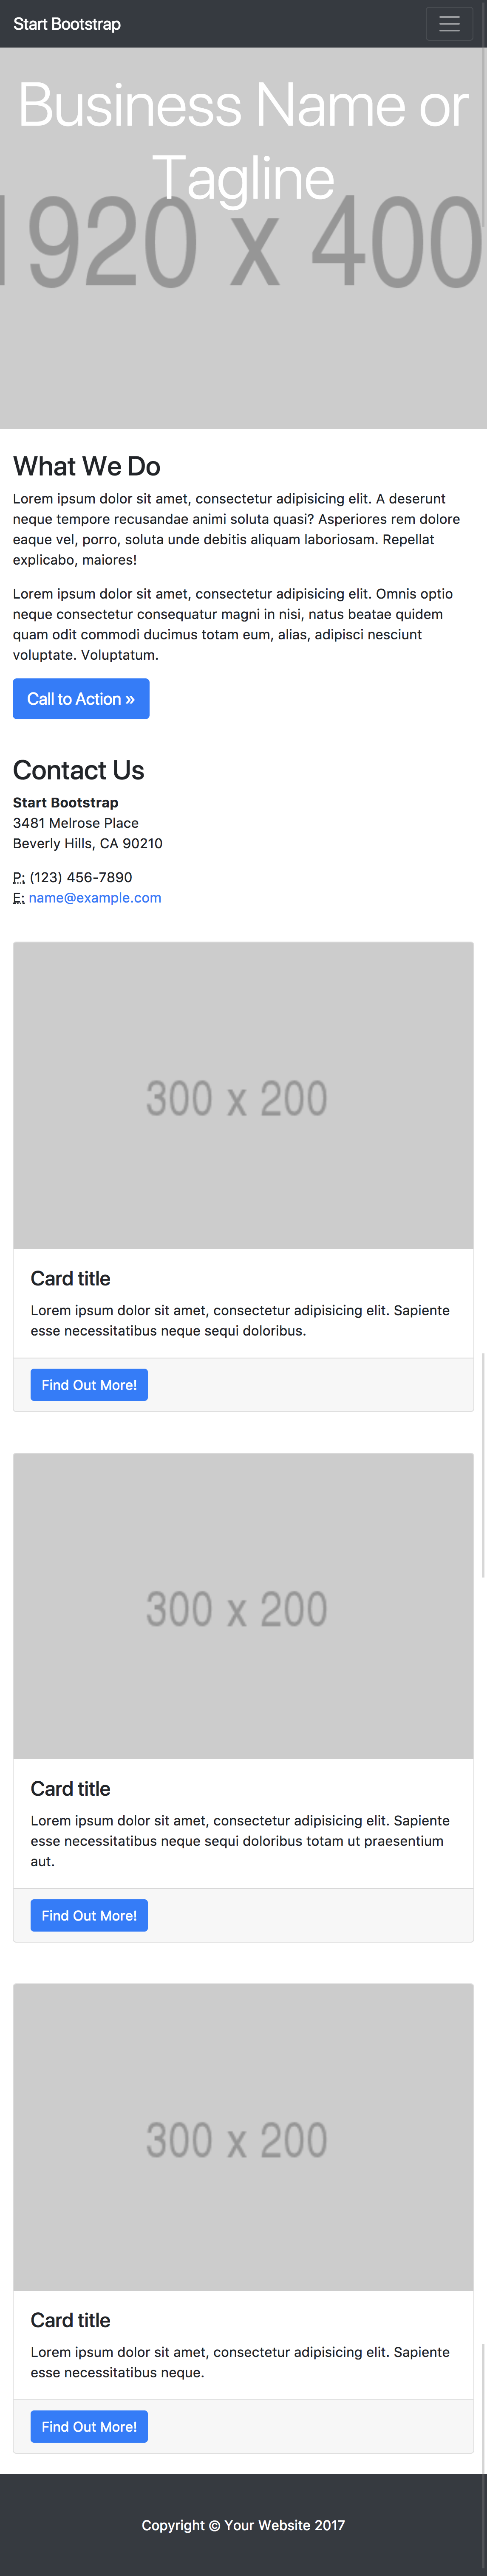 Start Bootstrap
Business Name or
Tagline
1920 x 400
What We Do
Lorem ipsum dolor sit amet, consectetur adipisicing elit. A deserunt
neque tempore recusandae animi soluta quasi? Asperiores rem dolore
eaque vel, porro, soluta unde debitis aliquam laboriosam. Repellat
explicabo, maiores!
Lorem ipsum dolor sit amet, consectetur adipisicing elit. Omnis optio
neque consectetur consequatur magni in nisi, natus beatae quidem
quam odit commodi ducimus totam eum, alias, adipisci nesciunt
voluptate. Voluptatum.
Call to Action »
Contact Us
Start Bootstrap
3481 Melrose Place
Beverly Hills, CA 90210
P: (123) 456-7890
E: name@example.com
300 x 200
Card title
Lorem ipsum dolor sit amet, consectetur adipisicing elit. Sapiente
esse necessitatibus neque sequi doloribus.
Find Out More!
300 x 200
Card title
Lorem ipsum dolor sit amet, consectetur adipisicing elit. Sapiente
esse necessitatibus neque sequi doloribus totam ut praesentium
aut.
Find Out More!
300 x 200
Card title
Lorem ipsum dolor sit amet, consectetur adipisicing elit. Sapiente
esse necessitatibus neque.
Find Out More!
Copyright © Your Website 2017